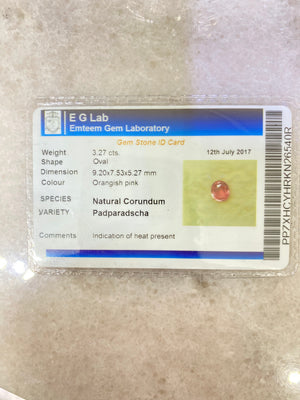 E G Lab
Emteem Gem Laboratory
Gem Stone ID Card
Weight 3.27 cts. 12th July 2017
Shape Oval
Dimension 9.20x7.53x5.27 mm
Colour Orangish pink
SPECIES Natural Corundum
VARIETY Padparadscha
Comments Indication of heat present
PPZXHCYHRKN26540R